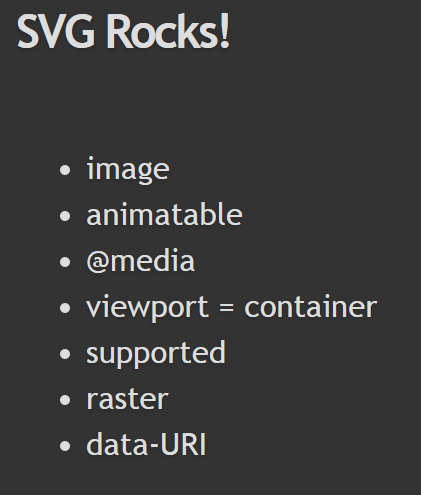 SVG Rocks!
• image
• animatable
• @media
• viewport = container
• supported
• raster
• data-URI